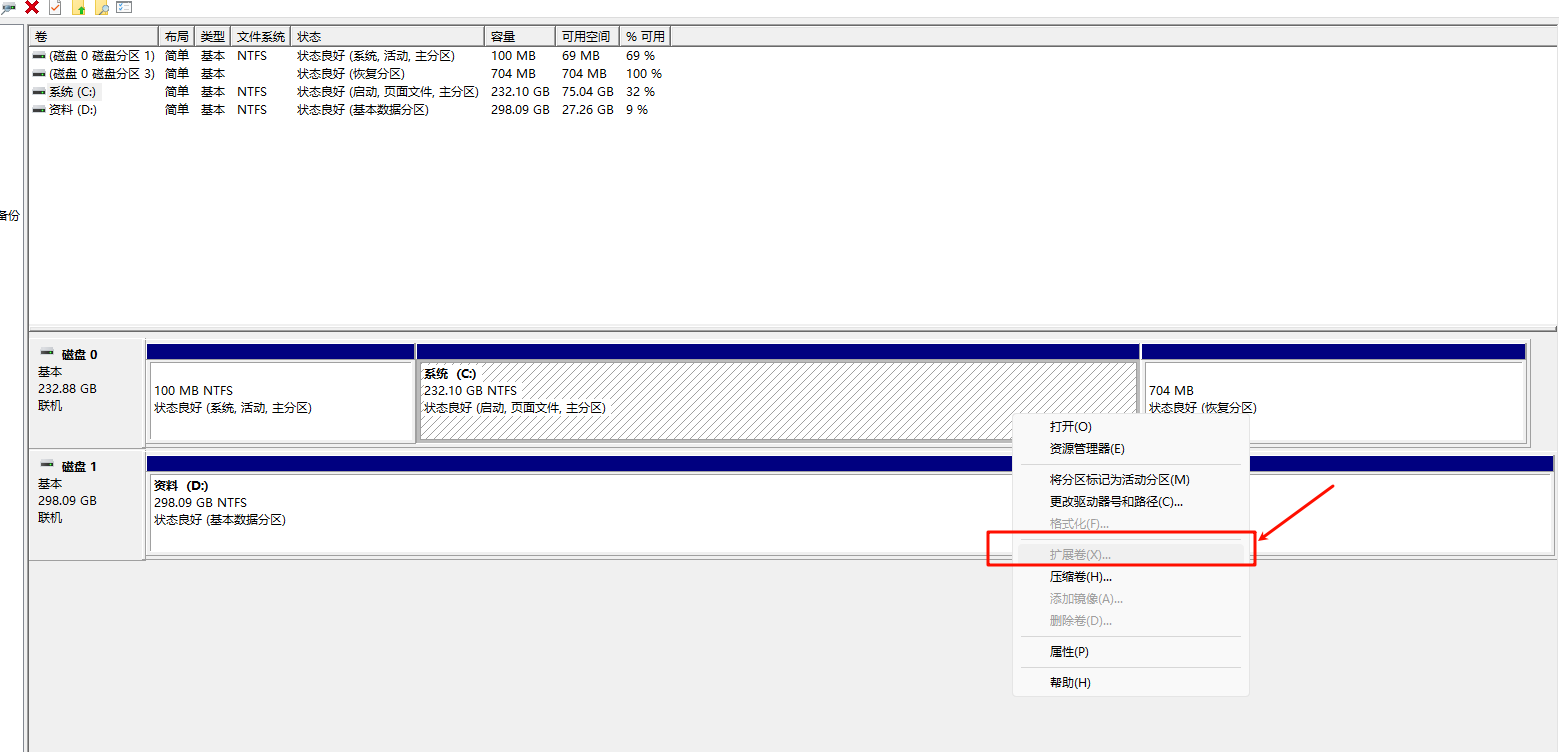 卷 布局 类型 文件系统 状态 容量 可用空间 % 可用
(磁盘 0 磁盘分区 1) 简单 基本 NTFS 状态良好 (系统, 活动, 主分区) 100 MB 69 MB 69 %
(磁盘 0 磁盘分区 3) 简单 基本 状态良好 (恢复分区) 704 MB 704 MB 100 %
系统 (C:) 简单 基本 NTFS 状态良好 (启动, 页面文件, 主分区) 232.10 GB 75.04 GB 32 %
资料 (D:) 简单 基本 NTFS 状态良好 (基本数据分区) 298.09 GB 27.26 GB 9 %
备份
磁盘 0
基本
232.88 GB
联机
100 MB NTFS
状态良好 (系统, 活动, 主分区)
系统 (C:)
232.10 GB NTFS
状态良好 (启动, 页面文件, 主分区)
704 MB
状态良好 (恢复分区)
磁盘 1
基本
298.09 GB
联机
资料 (D:)
298.09 GB NTFS
状态良好 (基本数据分区)
打开(O)
资源管理器(E)
将分区标记为活动分区(M)
更改驱动器号和路径(C)...
格式化(F)...
扩展卷(X)...
压缩卷(H)...
添加镜像(A)...
删除卷(D)...
属性(P)
帮助(H)